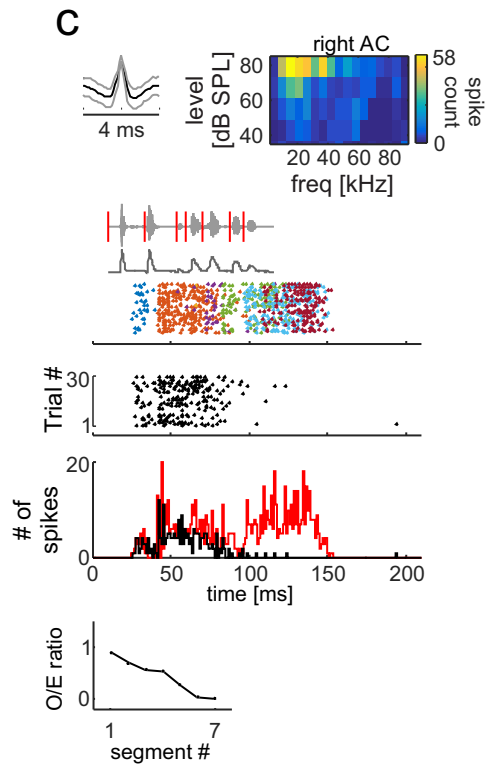 C
4 ms
right AC
level
[dB SPL]
80
60
40
20 40 60 80
freq [kHz]
58
0
spike
count
Trial #
30
1
# of
spikes
20
0
0 50 100 150 200
time [ms]
O/E ratio
1
0
1 7
segment #